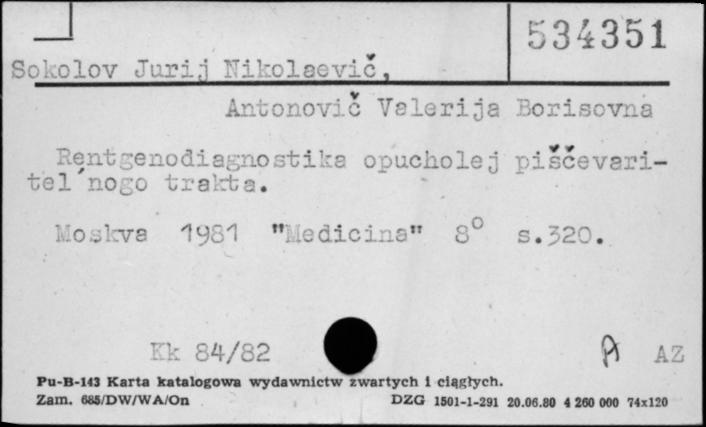 534351
Sokolov Jurij Nikolaevič,
Antonovič Valerija Borisovna
Rentgenodiagnostika opucholej piščevari-
tel´nogo trakta.
Moskva 1981 "Medicina" 8° s.320.
Kk 84/82 A AZ
Pu-B-143 Karta katalogowa wydawnictw zwartych i ciągłych.
Zam. 685/DW/WA/On DZG 1501-1-291 20.06.80 4 260 000 74x120